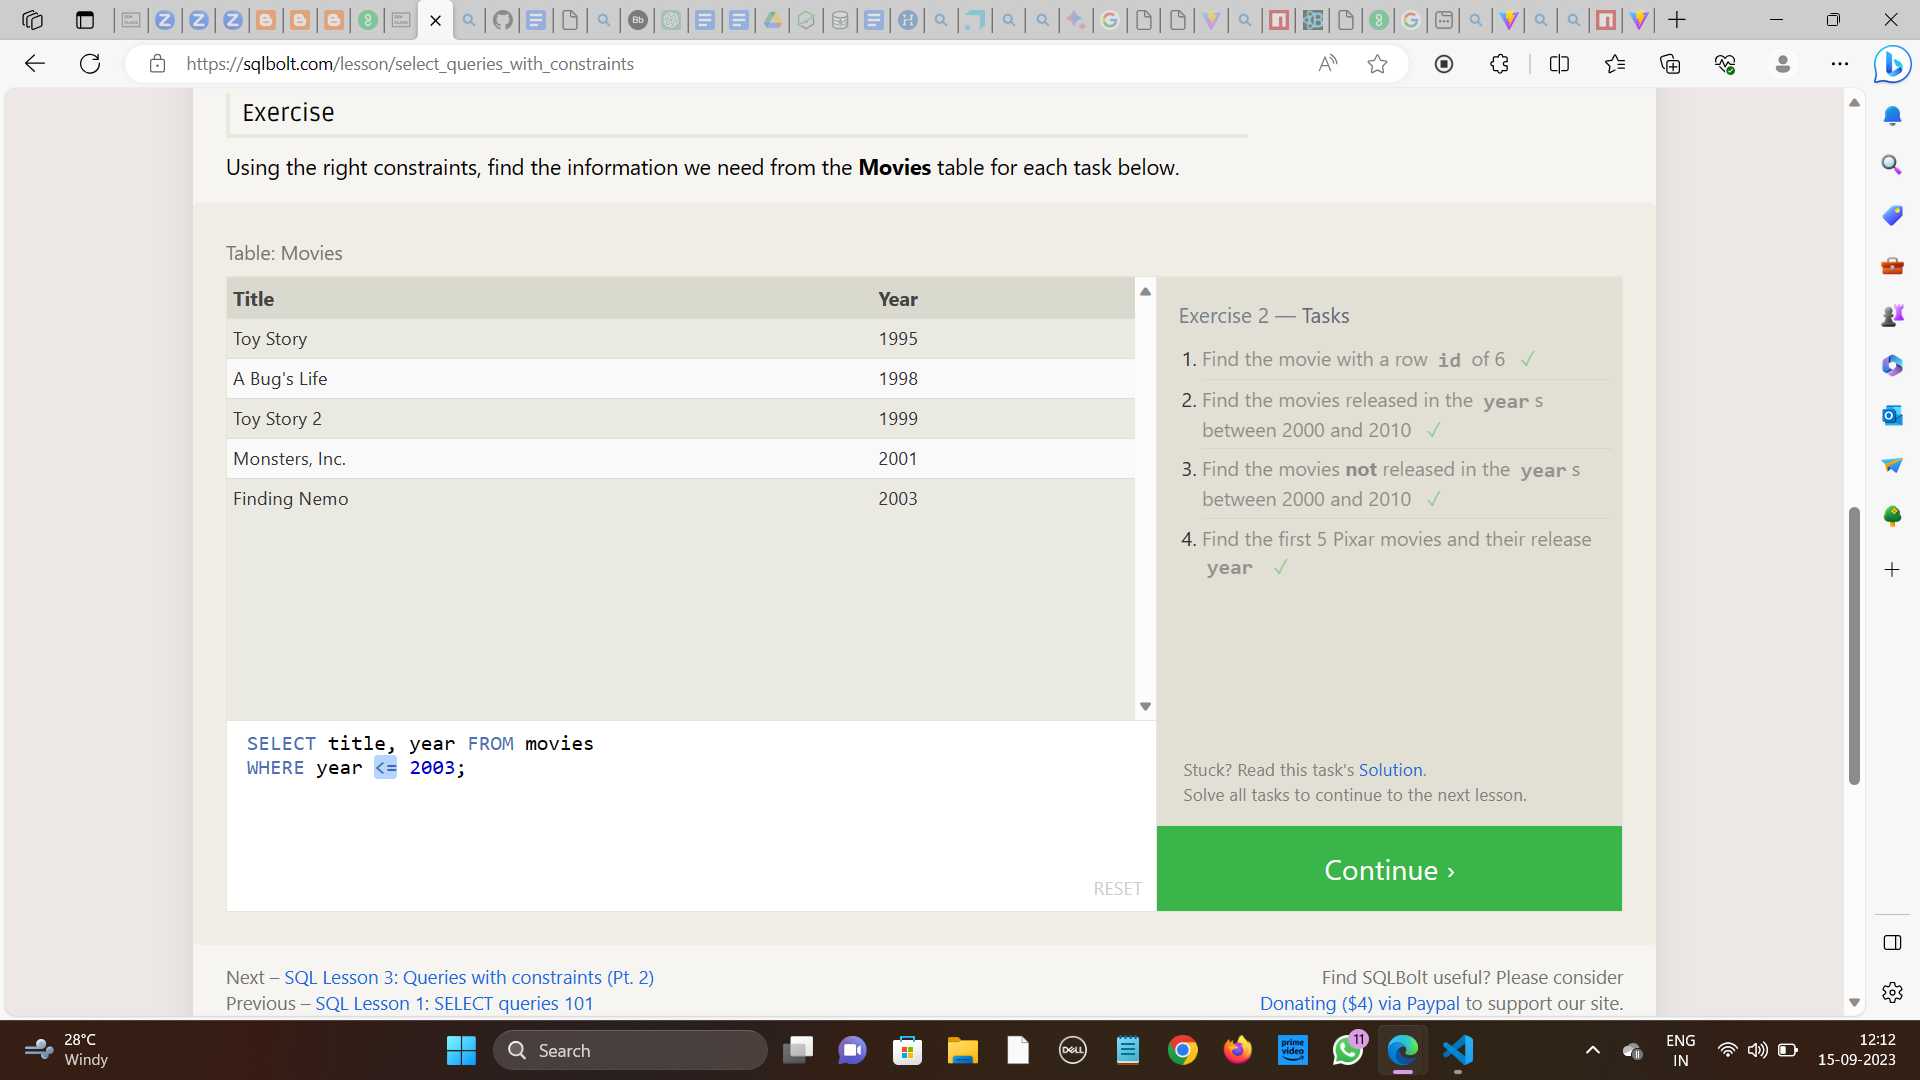 https://sqlbolt.com/lesson/select_queries_with_constraints
Exercise
Using the right constraints, find the information we need from the Movies table for each task below.
Table: Movies
Title Year
Toy Story 1995
A Bug's Life 1998
Toy Story 2 1999
Monsters, Inc. 2001
Finding Nemo 2003
SELECT title, year FROM movies
WHERE year <= 2003;
RESET
Exercise 2 — Tasks
1. Find the movie with a row id of 6 ✓
2. Find the movies released in the year s
between 2000 and 2010 ✓
3. Find the movies not released in the year s
between 2000 and 2010 ✓
4. Find the first 5 Pixar movies and their release
year ✓
Stuck? Read this task's Solution.
Solve all tasks to continue to the next lesson.
Continue ›
Next – SQL Lesson 3: Queries with constraints (Pt. 2)
Previous – SQL Lesson 1: SELECT queries 101
Find SQLBolt useful? Please consider
Donating ($4) via Paypal to support our site.
28°C
Windy
Search
DELL
prime video
11
ENG
IN
12:12
15-09-2023